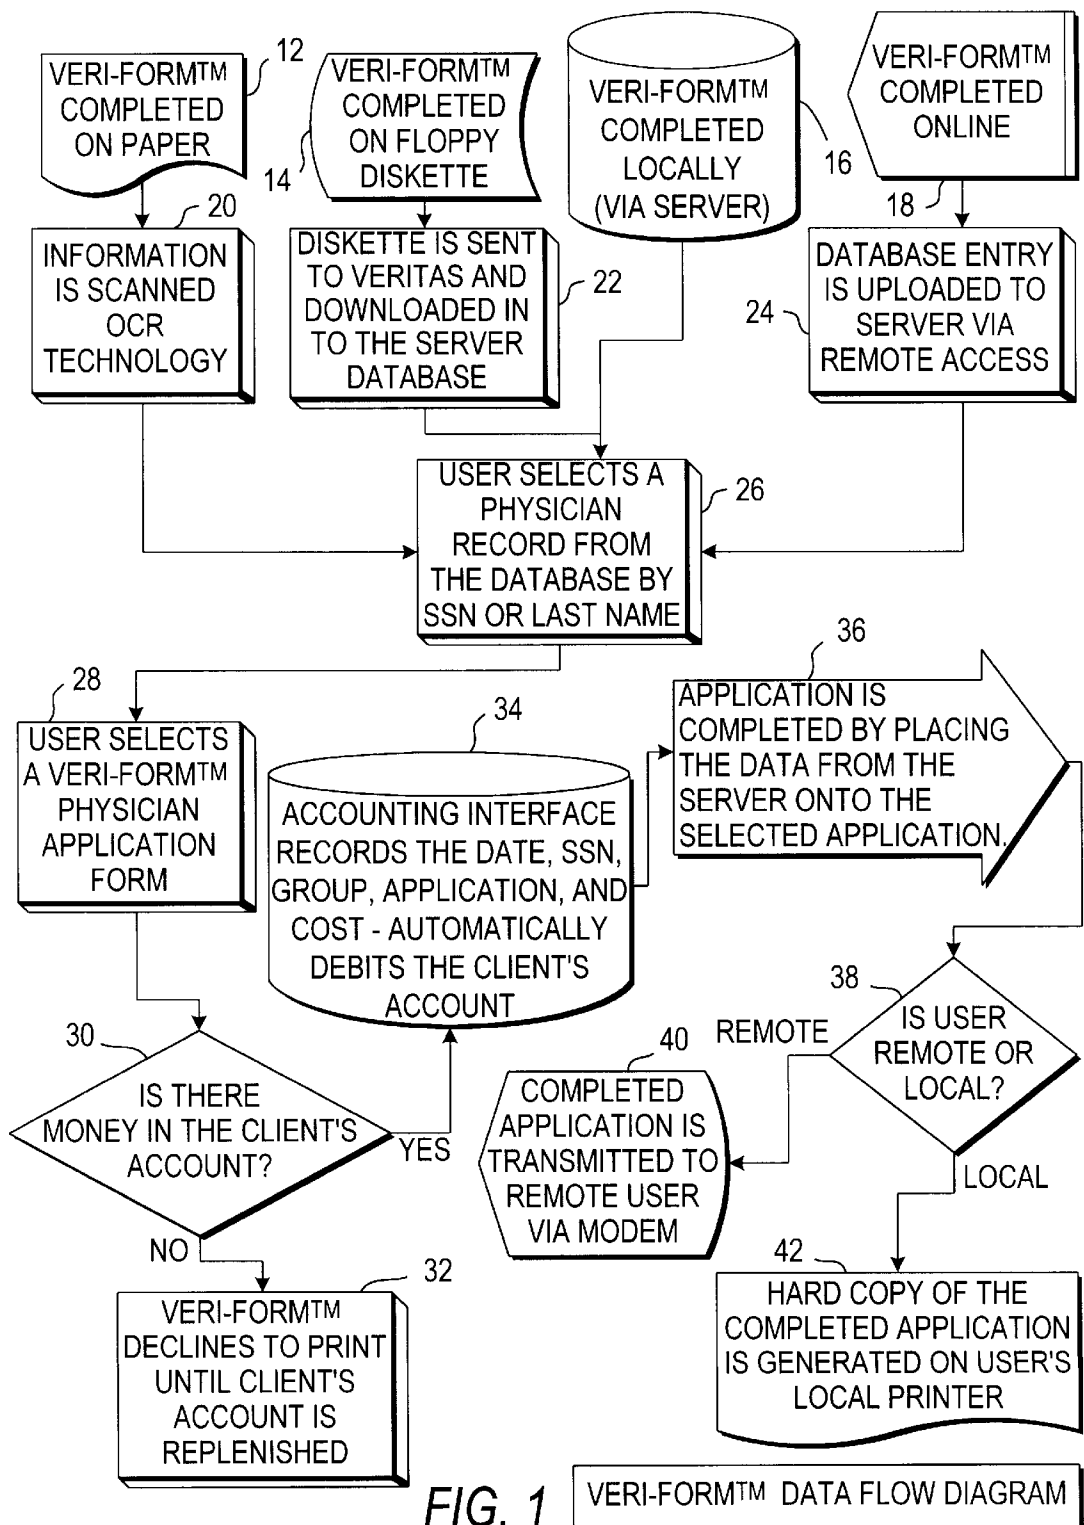 VERI-FORM™
COMPLETED
ON PAPER
12
VERI-FORM™
COMPLETED
ON FLOPPY
DISKETTE
14
VERI-FORM™
COMPLETED
LOCALLY
(VIA SERVER)
16
VERI-FORM™
COMPLETED
ONLINE
18
20
INFORMATION
IS SCANNED
OCR
TECHNOLOGY
DISKETTE IS SENT
TO VERITAS AND
DOWNLOADED IN
TO THE SERVER
DATABASE
22
24
DATABASE ENTRY
IS UPLOADED TO
SERVER VIA
REMOTE ACCESS
USER SELECTS A
PHYSICIAN
RECORD FROM
THE DATABASE BY
SSN OR LAST NAME
26
28
USER SELECTS
A VERI-FORM™
PHYSICIAN
APPLICATION
FORM
34
ACCOUNTING INTERFACE
RECORDS THE DATE, SSN,
GROUP, APPLICATION, AND
COST - AUTOMATICALLY
DEBITS THE CLIENT'S
ACCOUNT
36
APPLICATION IS
COMPLETED BY PLACING
THE DATA FROM THE
SERVER ONTO THE
SELECTED APPLICATION.
30
IS THERE
MONEY IN THE CLIENT'S
ACCOUNT?
YES
NO
38
IS USER
REMOTE OR
LOCAL?
REMOTE
LOCAL
40
COMPLETED
APPLICATION IS
TRANSMITTED TO
REMOTE USER
VIA MODEM
32
VERI-FORM™
DECLINES TO PRINT
UNTIL CLIENT'S
ACCOUNT IS
REPLENISHED
42
HARD COPY OF THE
COMPLETED APPLICATION
IS GENERATED ON USER'S
LOCAL PRINTER
FIG. 1
VERI-FORM™ DATA FLOW DIAGRAM